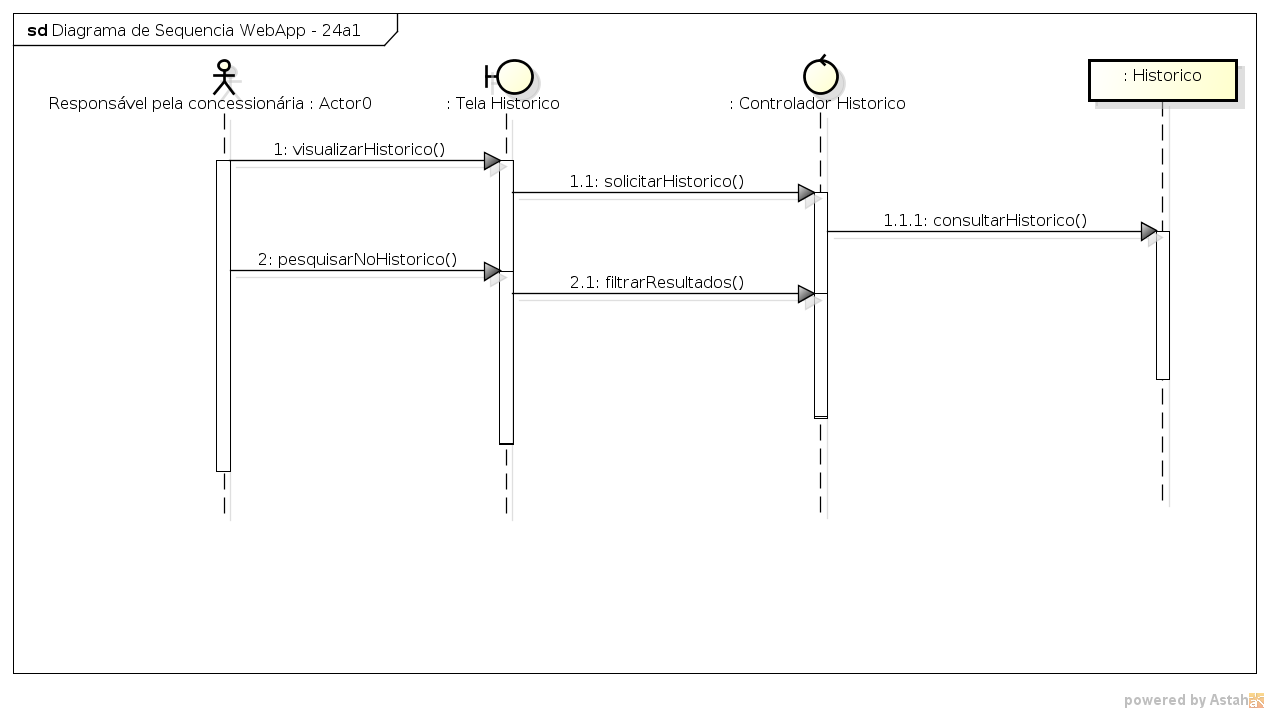 sd Diagrama de Sequencia WebApp - 24a1
Responsável pela concessionária : Actor0
: Tela Historico
: Controlador Historico
: Historico
1: visualizarHistorico()
1.1: solicitarHistorico()
1.1.1: consultarHistorico()
2: pesquisarNoHistorico()
2.1: filtrarResultados()
powered by Astah